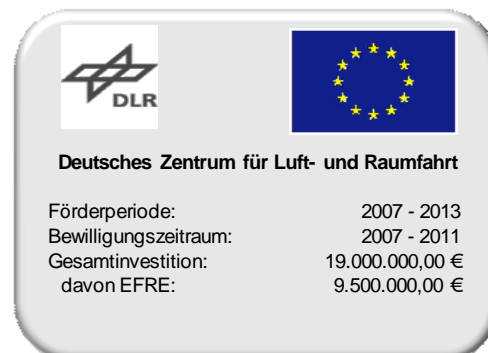 DLR
Deutsches Zentrum für Luft- und Raumfahrt
Förderperiode: 2007 - 2013
Bewilligungszeitraum: 2007 - 2011
Gesamtinvestition: 19.000.000,00 €
davon EFRE: 9.500.000,00 €